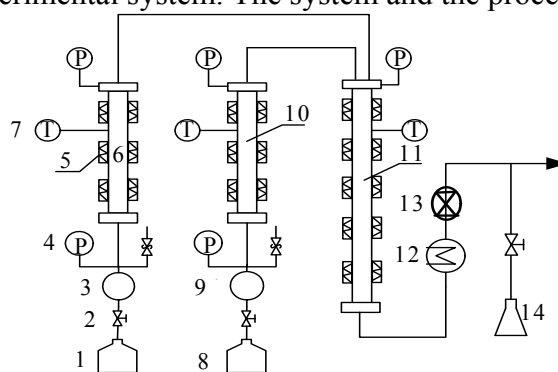 erimental system. The system and the proce
P P P
10
7 T 6 T T
5 11
13
4 P P
12
3 9
2 14
1 8